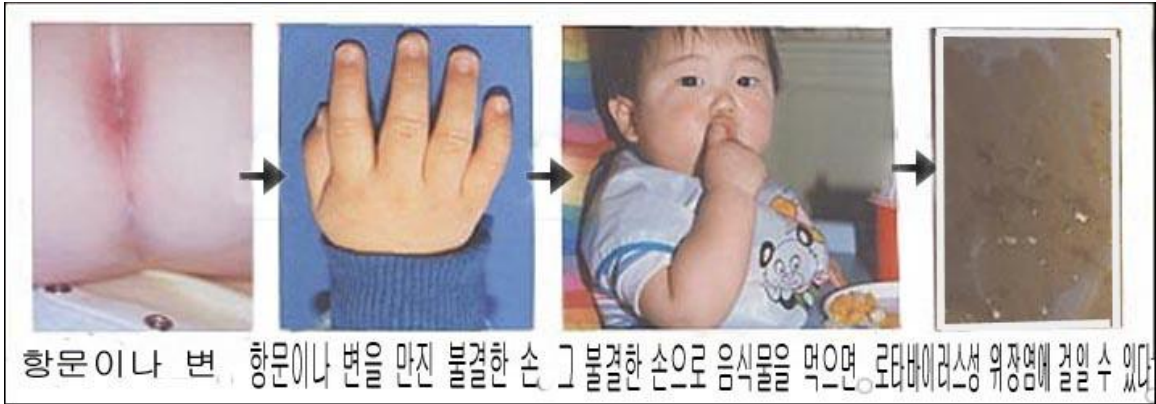 항문이나 변
항문이나 변을 만진 불결한 손
그 불결한 손으로 음식물을 먹으면
로타바이러스성 위장염에 걸일 수 있다